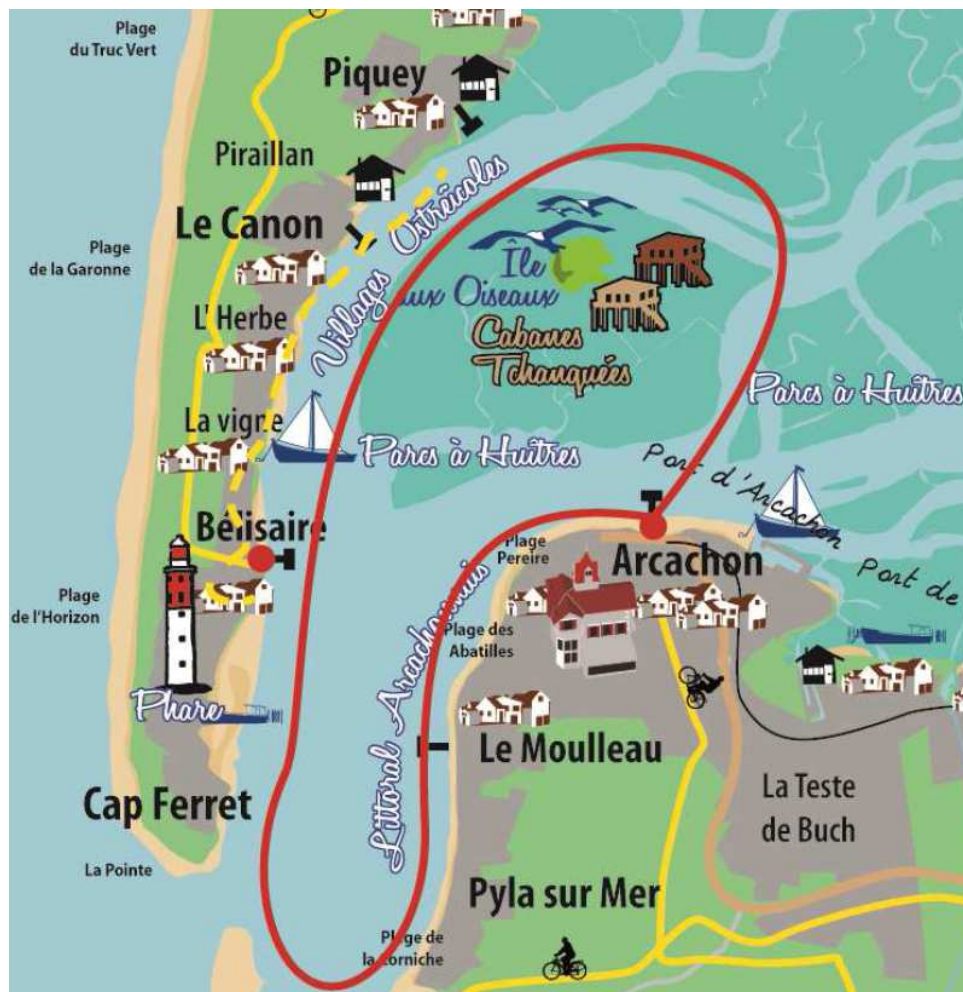 Plage
du Truc Vert
Piquey
Piraillan
Le Canon
Villages Ostréicoles
Plage
de la Garonne
Île
aux Oiseaux
L'Herbe
Cabanes
Tchanquées
Parcs à Huîtres
La vigne
Parcs à Huîtres
Port d'Arcachon
Bélisaire
Plage
Pereire
Arcachon
Port de
Plage
de l'Horizon
Plage des
Abatilles
Littoral Arcachonnais
Phare
Le Moulleau
Cap Ferret
La Teste
de Buch
La Pointe
Pyla sur Mer
Plage de
la Corniche